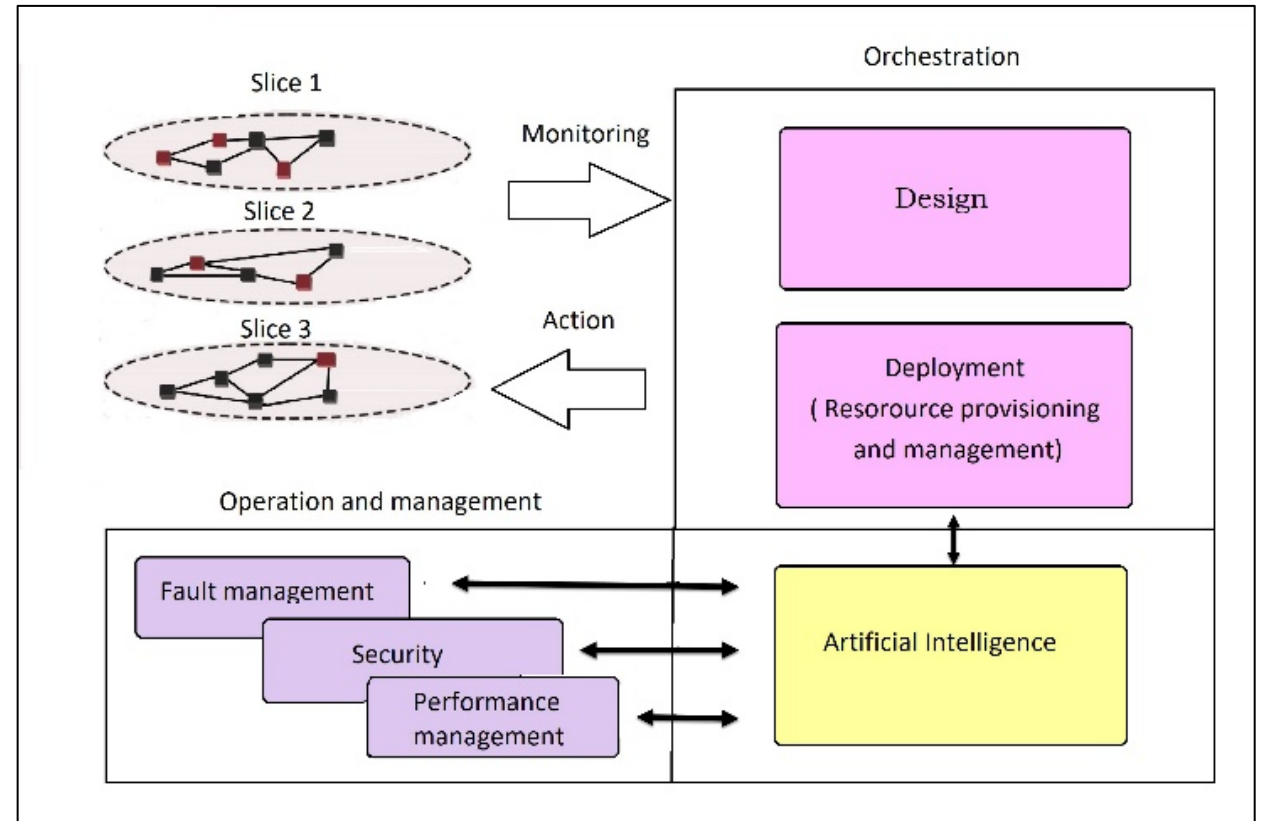 Orchestration
Slice 1
Monitoring
Design
Slice 2
Action
Slice 3
Deployment
( Resorource provisioning
and management)
Operation and management
Fault management
Security
Performance
management
Artificial Intelligence